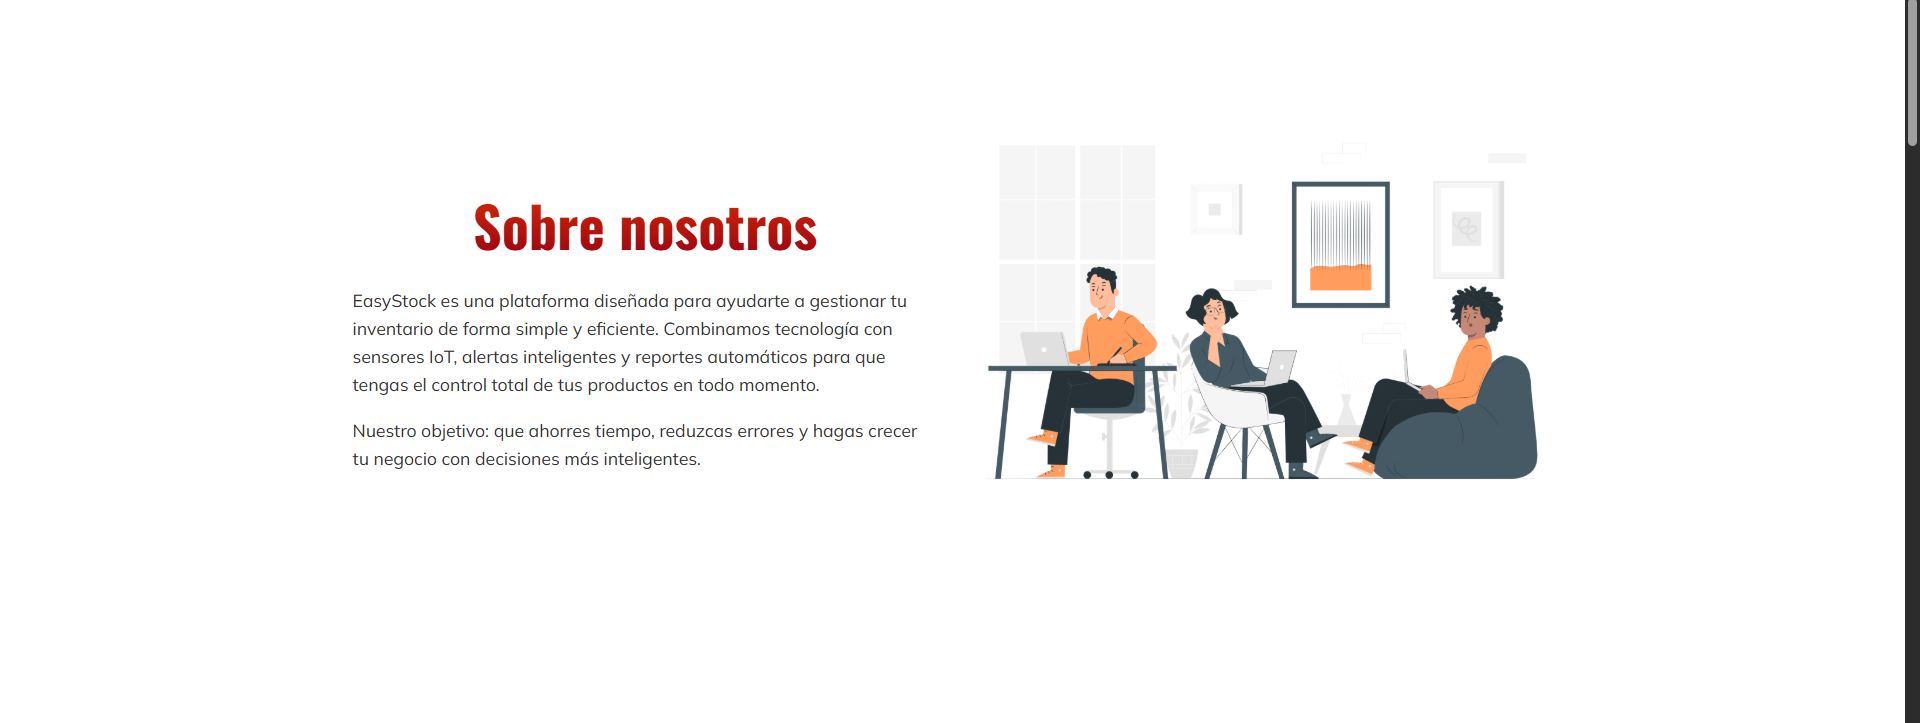 Sobre nosotros
EasyStock es una plataforma diseñada para ayudarte a gestionar tu
inventario de forma simple y eficiente. Combinamos tecnología con
sensores IoT, alertas inteligentes y reportes automáticos para que
tengas el control total de tus productos en todo momento.
Nuestro objetivo: que ahorres tiempo, reduzcas errores y hagas crecer
tu negocio con decisiones más inteligentes.